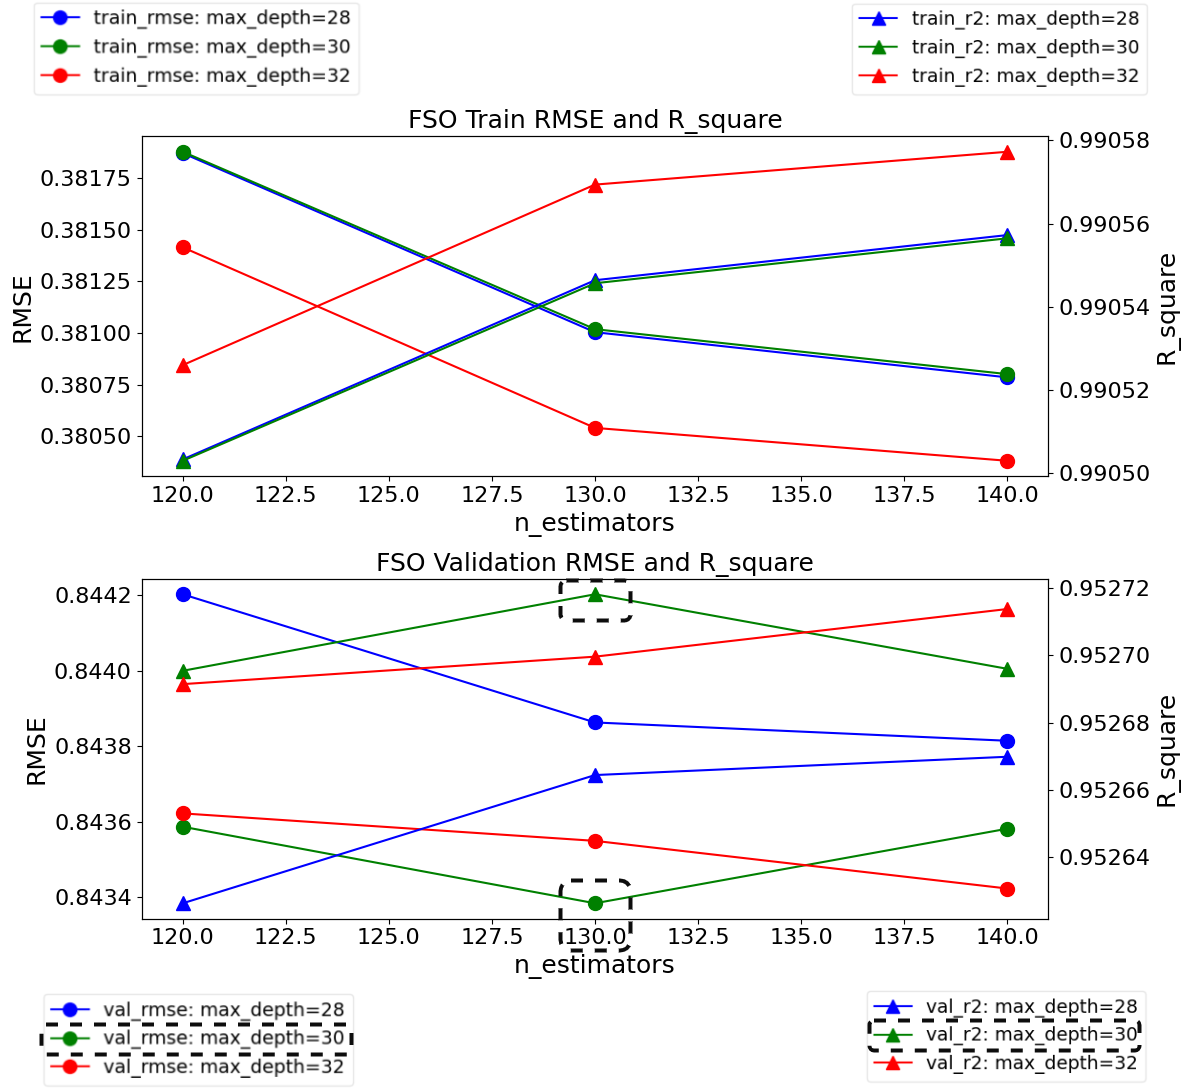 train_rmse: max_depth=28
train_rmse: max_depth=30
train_rmse: max_depth=32
train_r2: max_depth=28
train_r2: max_depth=30
train_r2: max_depth=32
FSO Train RMSE and R_square
0.38175
0.38150
0.38125
0.38100
0.38075
0.38050
RMSE
0.99058
0.99056
0.99054
0.99052
0.99050
R_square
120.0 122.5 125.0 127.5 130.0 132.5 135.0 137.5 140.0
n_estimators
FSO Validation RMSE and R_square
0.8442
0.8440
0.8438
0.8436
0.8434
RMSE
0.95272
0.95270
0.95268
0.95266
0.95264
R_square
120.0 122.5 125.0 127.5 130.0 132.5 135.0 137.5 140.0
n_estimators
val_rmse: max_depth=28
val_rmse: max_depth=30
val_rmse: max_depth=32
val_r2: max_depth=28
val_r2: max_depth=30
val_r2: max_depth=32